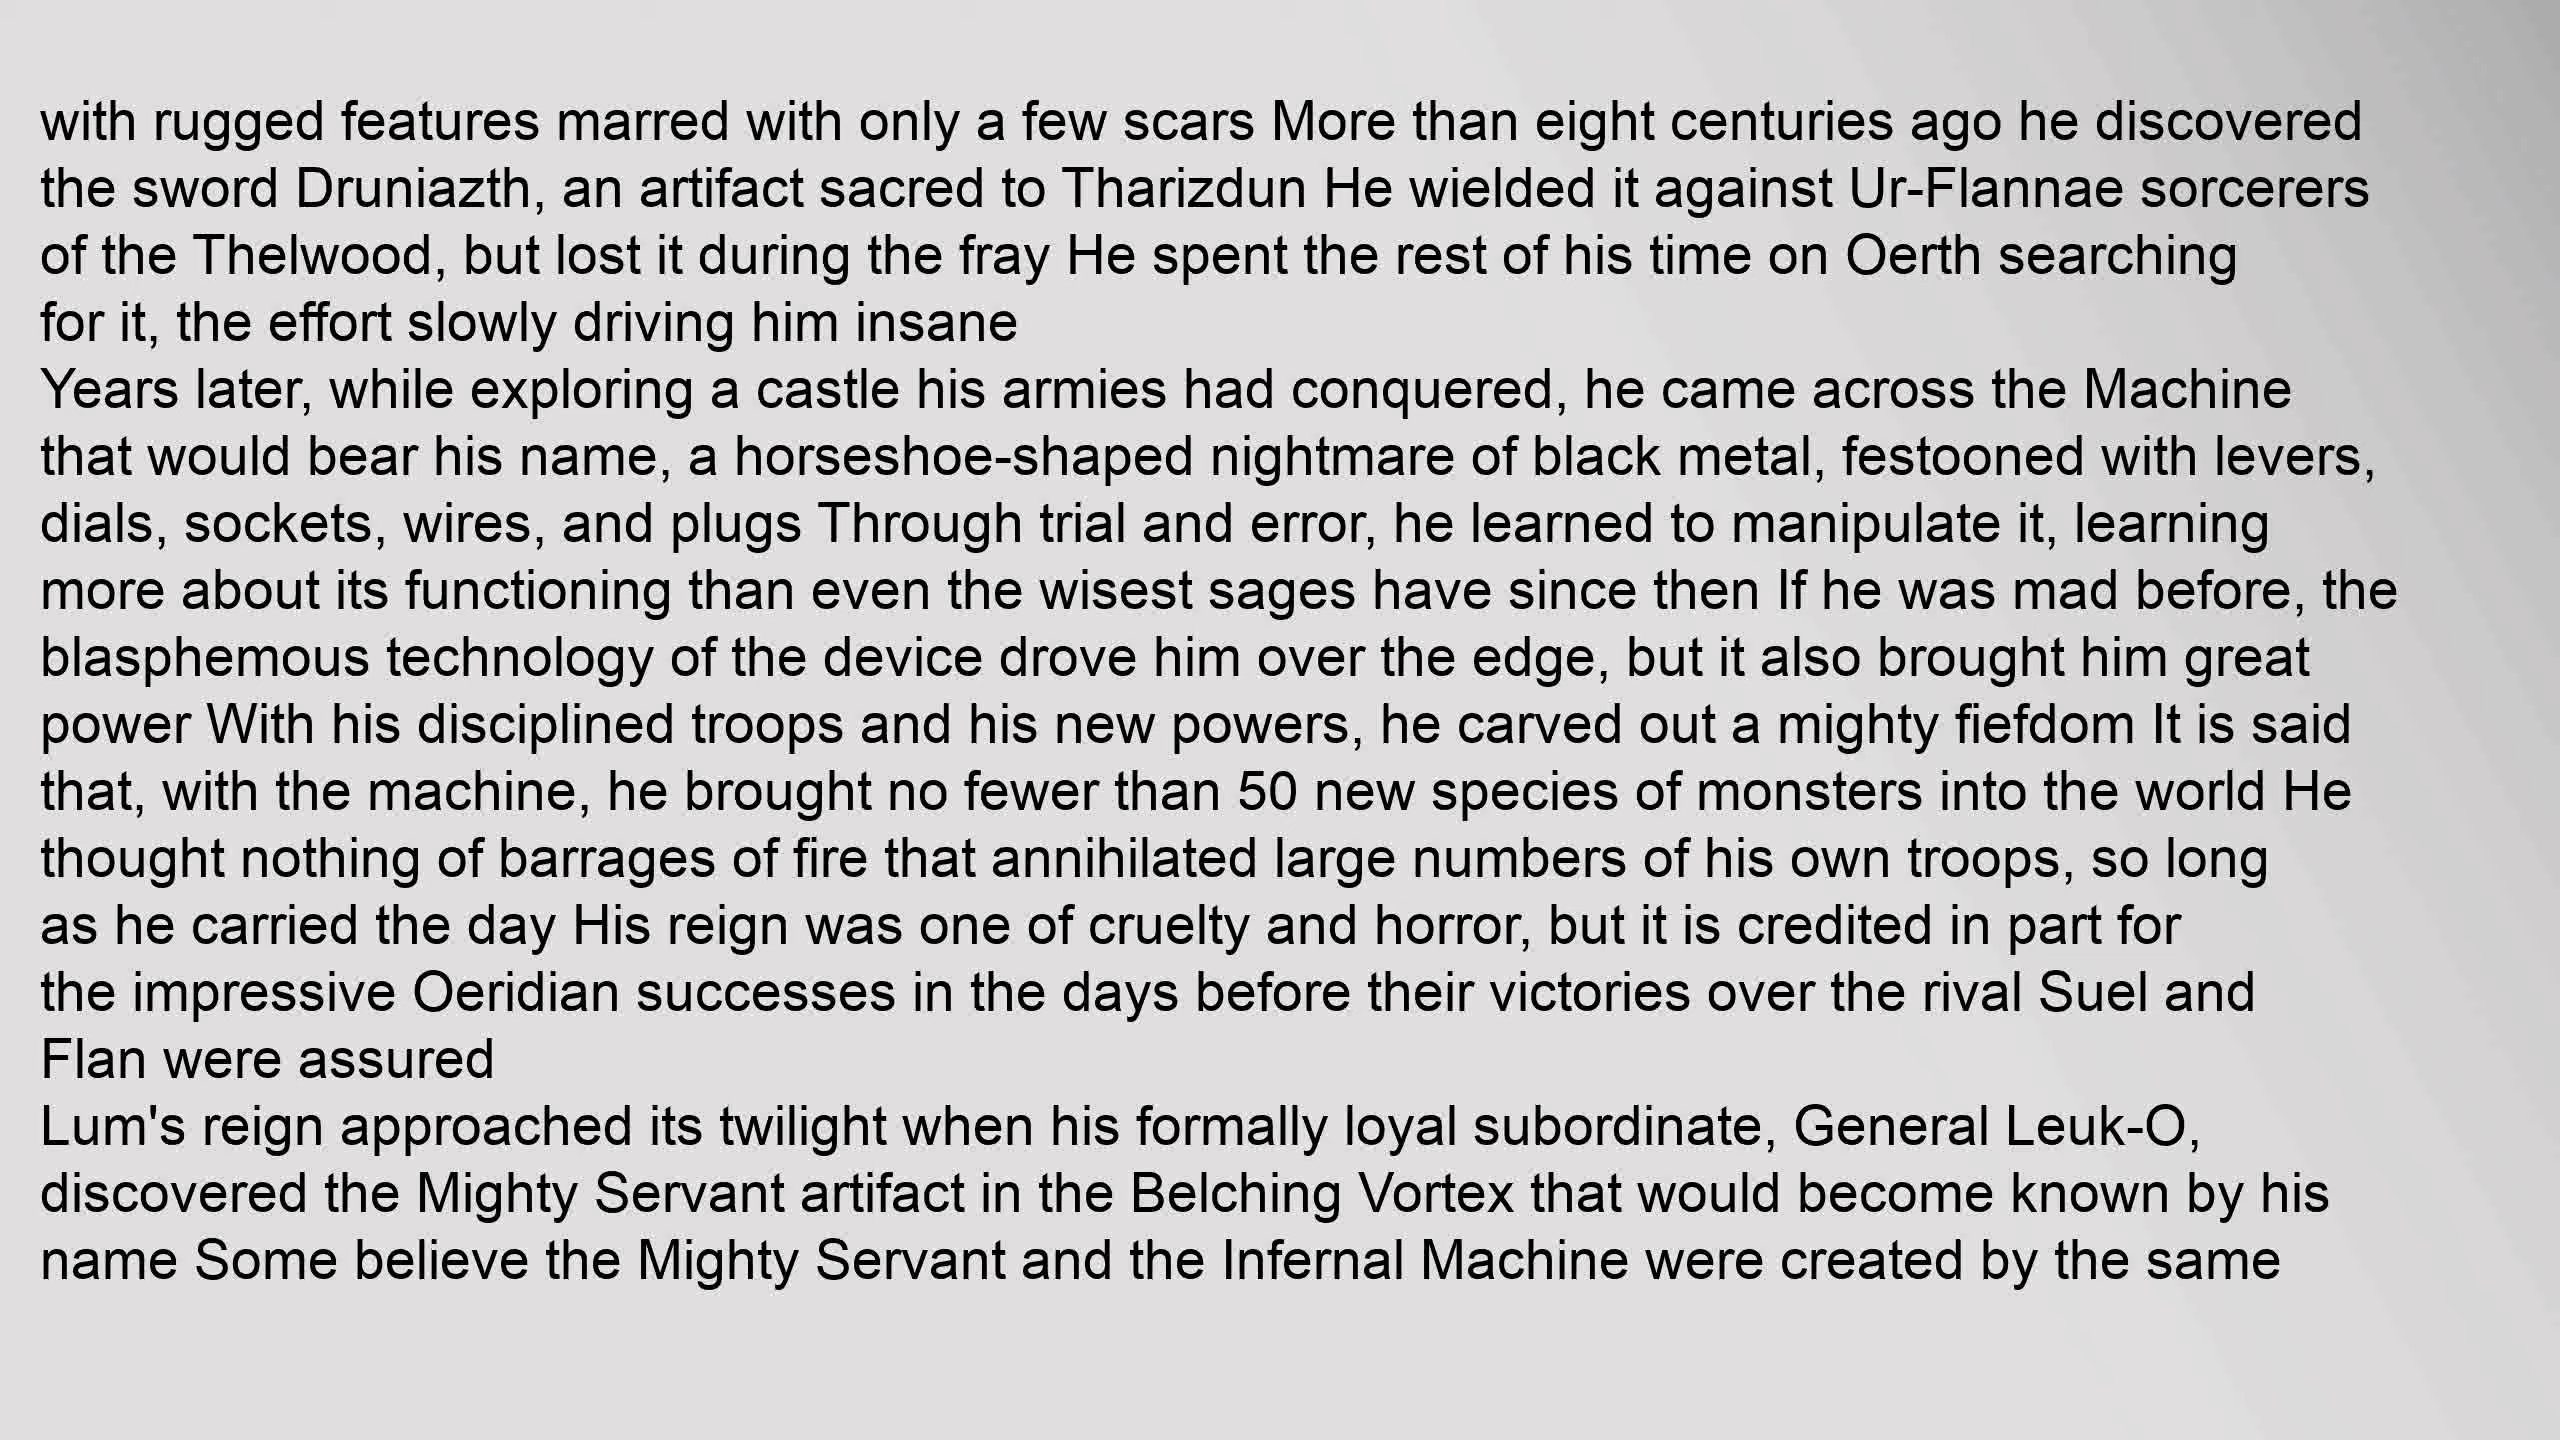 with rugged features marred with only a few scars More than eight centuries ago he discovered
the sword Druniazth, an artifact sacred to Tharizdun He wielded it against Ur-Flannae sorcerers
of the Thelwood, but lost it during the fray He spent the rest of his time on Oerth searching
for it, the effort slowly driving him insane
Years later, while exploring a castle his armies had conquered, he came across the Machine
that would bear his name, a horseshoe-shaped nightmare of black metal, festooned with levers,
dials, sockets, wires, and plugs Through trial and error, he learned to manipulate it, learning
more about its functioning than even the wisest sages have since then If he was mad before, the
blasphemous technology of the device drove him over the edge, but it also brought him great
power With his disciplined troops and his new powers, he carved out a mighty fiefdom It is said
that, with the machine, he brought no fewer than 50 new species of monsters into the world He
thought nothing of barrages of fire that annihilated large numbers of his own troops, so long
as he carried the day His reign was one of cruelty and horror, but it is credited in part for
the impressive Oeridian successes in the days before their victories over the rival Suel and
Flan were assured
Lum's reign approached its twilight when his formally loyal subordinate, General Leuk-O,
discovered the Mighty Servant artifact in the Belching Vortex that would become known by his
name Some believe the Mighty Servant and the Infernal Machine were created by the same